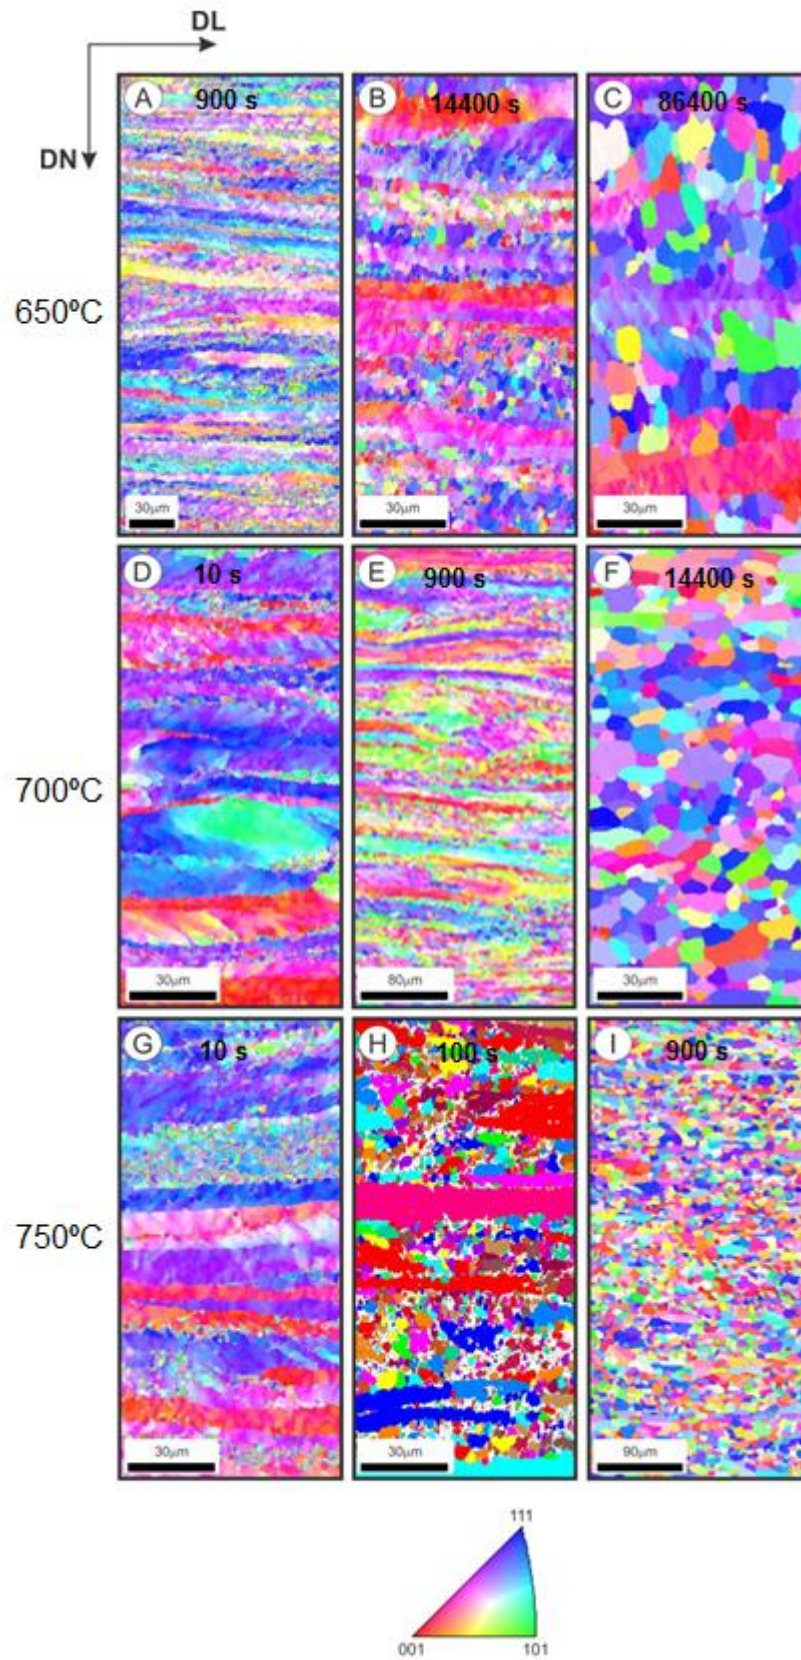 DL
DN
A 900 s
B 14400 s
C 86400 s
650ºC
30µm
30µm
30µm
D 10 s
E 900 s
F 14400 s
700ºC
30µm
80µm
30µm
G 10 s
H 100 s
I 900 s
750ºC
30µm
30µm
90µm
111
001
101